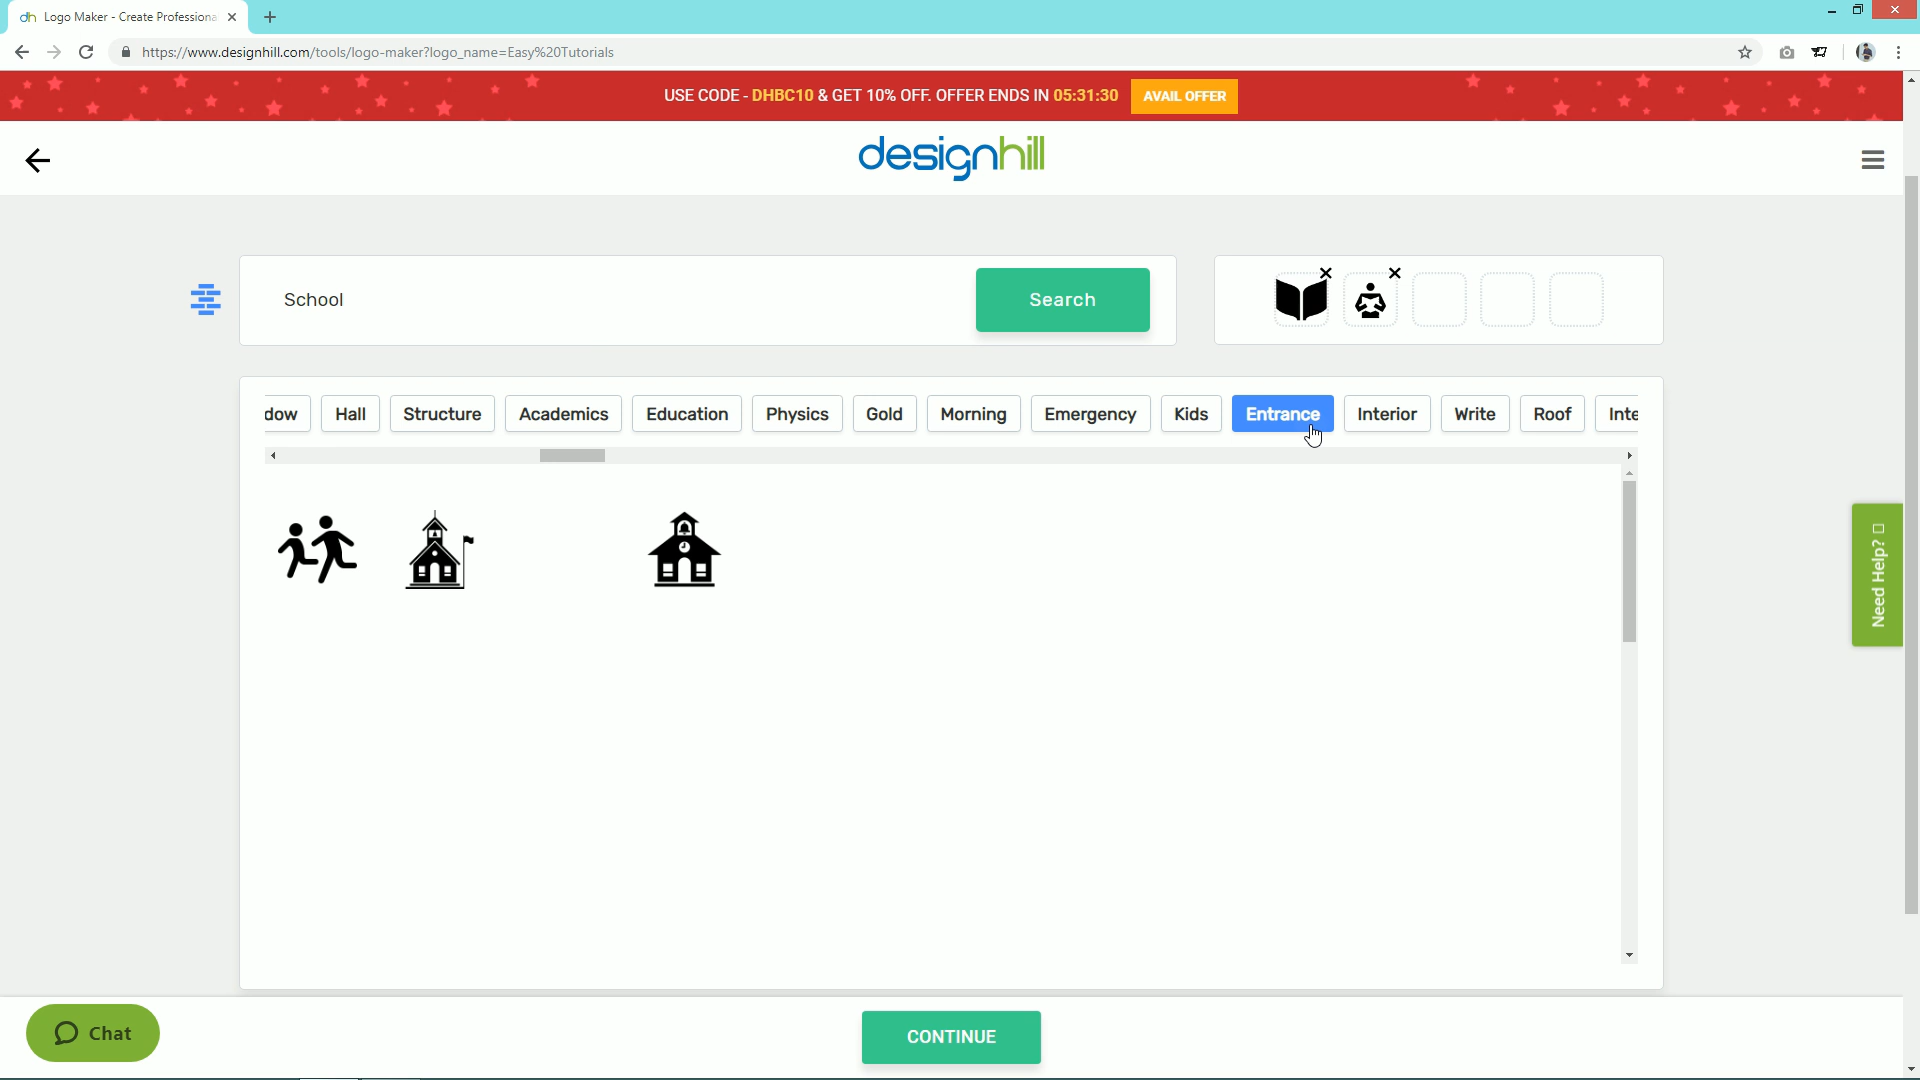 dh Logo Maker - Create Professiona
https://www.designhill.com/tools/logo-maker?logo_name=Easy%20Tutorials
USE CODE - DHBC10 & GET 10% OFF. OFFER ENDS IN 05:31:30 AVAIL OFFER
designhill
School Search
dow Hall Structure Academics Education Physics Gold Morning Emergency Kids Entrance Interior Write Roof Inte
Need Help?
Chat
CONTINUE